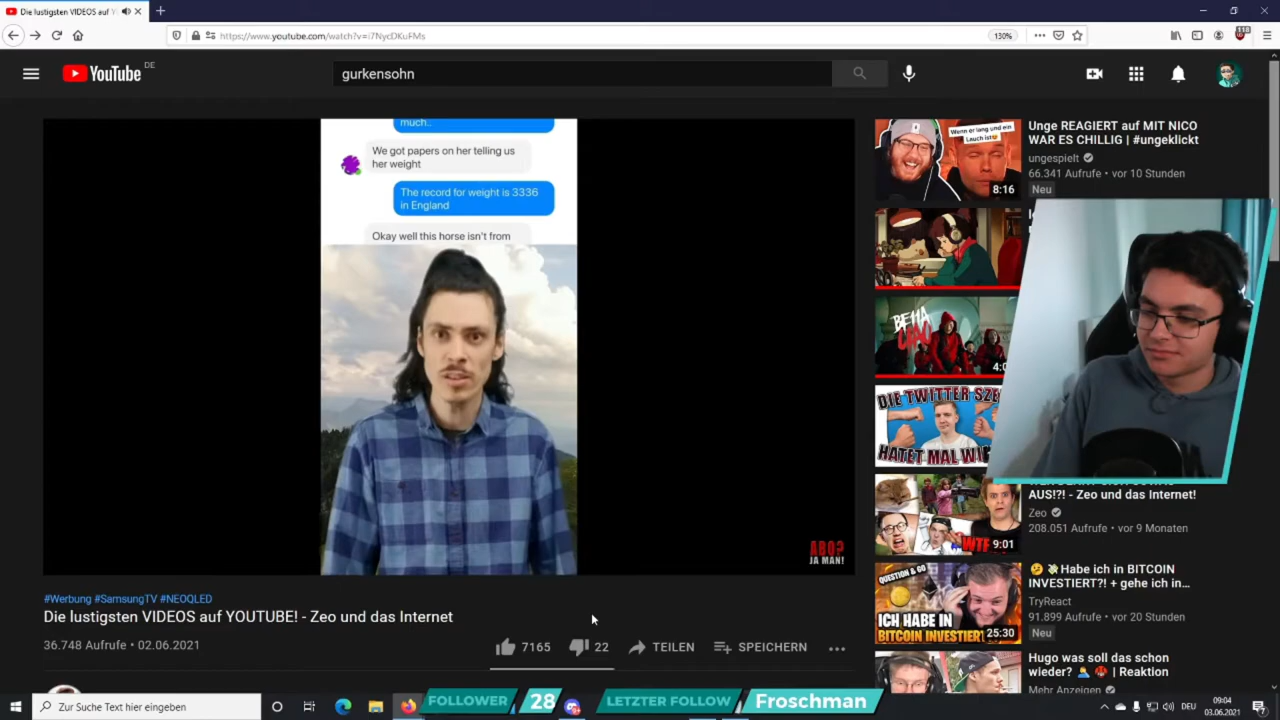 Die lustigsten VIDEOS auf Y
https://www.youtube.com/watch?v=i7NycDKuFMs
130%
118
YouTube DE
gurkensohn
much..
We got papers on her telling us
her weight
The record for weight is 3336
in England
Okay well this horse isn't from
ABO?
JA MAN!
#Werbung #SamsungTV #NEOQLED
Die lustigsten VIDEOS auf YOUTUBE! - Zeo und das Internet
36.748 Aufrufe • 02.06.2021
7165
22
TEILEN
SPEICHERN
Wenn er lang und ein
Lauch ist
8:16
Unge REAGIERT auf MIT NICO
WAR ES CHILLIG | #ungeklickt
ungespielt
66.341 Aufrufe • vor 10 Stunden
Neu
BELLA
CIAO
DIE TWITTER SZE
HATET MAL WI
AUS!?! - Zeo und das Internet!
Zeo
208.051 Aufrufe • vor 9 Monaten
WTF
9:01
QUESTION & GO
ICH HABE IN
BITCOIN INVESTIER
25:30
Habe ich in BITCOIN
INVESTIERT?! + gehe ich in...
TryReact
91.899 Aufrufe • vor 20 Stunden
Neu
Hugo was soll das schon
wieder? | Reaktion
Mehr Anzeigen
Zur Suche Text hier eingeben
FOLLOWER
28
LETZTER FOLLOW
Froschman
DEU
09:04
03.06.2021